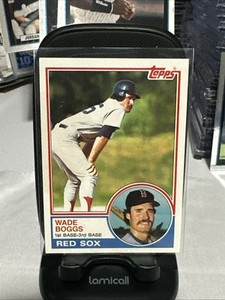 Topps
WADE
BOGGS
1st BASE-3rd BASE
RED SOX
lamicall